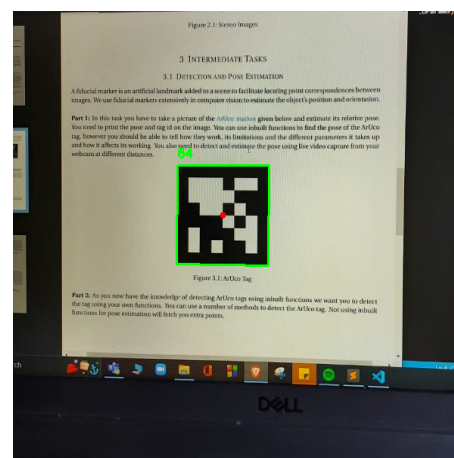 Figure 2.1: Stereo Images
3 INTERMEDIATE TASKS
3.1 DETECTION AND POSE ESTIMATION
A fiducial marker is an artificial landmark added to a scene to facilitate locating point correspondences between
images. We use fiducial markers extensively in computer vision to estimate the object's position and orientation.
Part 1: In this task you have to take a picture of the ArUco marker given below and estimate its relative pose.
You need to print the pose and tag id on the image. You can use inbuilt functions to find the pose of the ArUco
tag, however you should be able to tell how they work, its limitations and the different parameters it takes up
and how it affects its working. You also need to detect and estimate the pose using live video capture from your
webcam at different distances.
64
Figure 3.1: ArUco Tag
Part 2: As you now have the knowledge of detecting ArUco tags using inbuilt functions we want you to detect
the tag using your own functions. You can use a number of methods to detect the ArUco tag. Not using inbuilt
functions for pose estimation will fetch you extra points.
rch
DELL